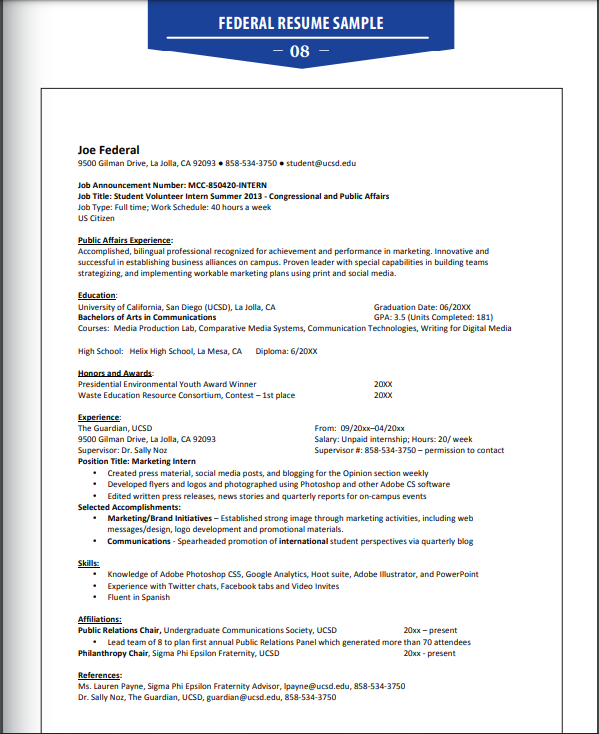 FEDERAL RESUME SAMPLE
08
Joe Federal
9500 Gilman Drive, La Jolla, CA 92093 ● 858-534-3750 ● student@ucsd.edu
Job Announcement Number: MCC-850420-INTERN
Job Title: Student Volunteer Intern Summer 2013 - Congressional and Public Affairs
Job Type: Full time; Work Schedule: 40 hours a week
US Citizen
Public Affairs Experience:
Accomplished, bilingual professional recognized for achievement and performance in marketing. Innovative and
successful in establishing business alliances on campus. Proven leader with special capabilities in building teams
strategizing, and implementing workable marketing plans using print and social media.
Education:
University of California, San Diego (UCSD), La Jolla, CA Graduation Date: 06/20XX
Bachelors of Arts in Communications GPA: 3.5 (Units Completed: 181)
Courses: Media Production Lab, Comparative Media Systems, Communication Technologies, Writing for Digital Media
High School: Helix High School, La Mesa, CA Diploma: 6/20XX
Honors and Awards:
Presidential Environmental Youth Award Winner 20XX
Waste Education Resource Consortium, Contest – 1st place 20XX
Experience:
The Guardian, UCSD From: 09/20xx–04/20xx
9500 Gilman Drive, La Jolla, CA 92093 Salary: Unpaid internship; Hours: 20/ week
Supervisor: Dr. Sally Noz Supervisor #: 858-534-3750 – permission to contact
Position Title: Marketing Intern
• Created press material, social media posts, and blogging for the Opinion section weekly
• Developed flyers and logos and photographed using Photoshop and other Adobe CS software
• Edited written press releases, news stories and quarterly reports for on-campus events
Selected Accomplishments:
• Marketing/Brand Initiatives – Established strong image through marketing activities, including web
messages/design, logo development and promotional materials.
• Communications - Spearheaded promotion of international student perspectives via quarterly blog
Skills:
• Knowledge of Adobe Photoshop CS5, Google Analytics, Hoot suite, Adobe Illustrator, and PowerPoint
• Experience with Twitter chats, Facebook tabs and Video Invites
• Fluent in Spanish
Affiliations:
Public Relations Chair, Undergraduate Communications Society, UCSD 20xx – present
• Lead team of 8 to plan first annual Public Relations Panel which generated more than 70 attendees
Philanthropy Chair, Sigma Phi Epsilon Fraternity, UCSD 20xx - present
References:
Ms. Lauren Payne, Sigma Phi Epsilon Fraternity Advisor, lpayne@ucsd.edu, 858-534-3750
Dr. Sally Noz, The Guardian, UCSD, guardian@ucsd.edu, 858-534-3750